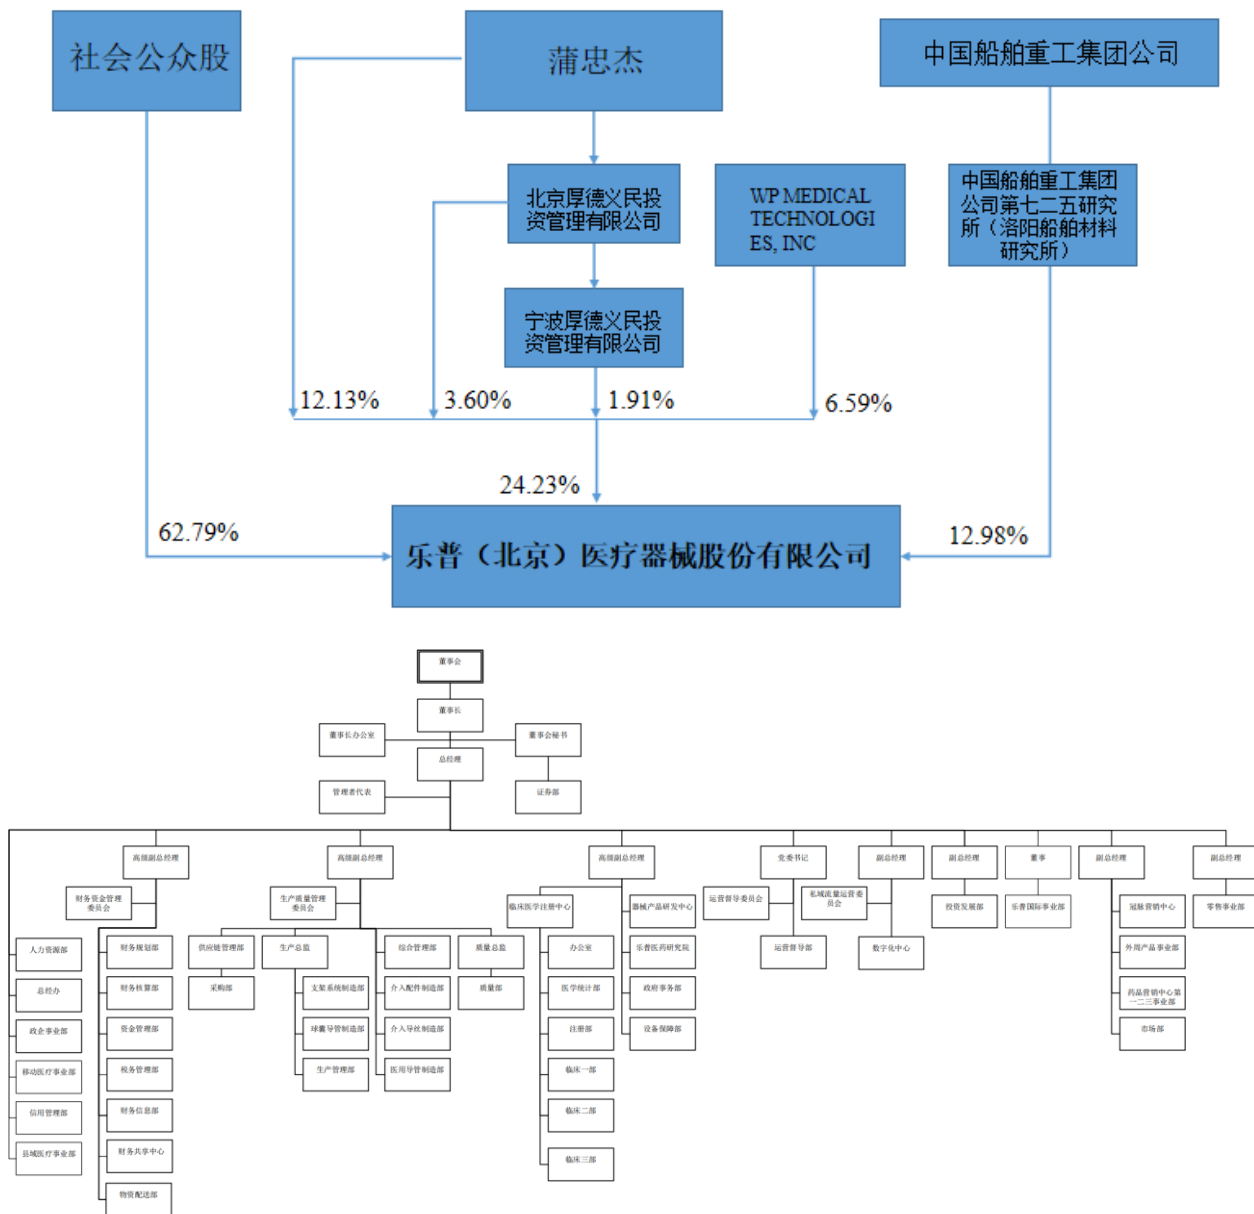 社会公众股
蒲忠杰
中国船舶重工集团公司
北京厚德义民投
资管理有限公司
WP MEDICAL
TECHNOLOGI
ES, INC
中国船舶重工集团
公司第七二五研究
所（洛阳船舶材料
研究所）
宁波厚德义民投
资管理有限公司
12.13%
3.60%
1.91%
6.59%
24.23%
62.79%
12.98%
乐普（北京）医疗器械股份有限公司
董事会
董事长
董事长办公室
董事会秘书
总经理
管理者代表
证券部
高级副总经理
高级副总经理
高级副总经理
党委书记
副总经理
副总经理
董事
副总经理
副总经理
财务资金管理
委员会
生产质量管理
委员会
临床医学注册中心
器械产品研发中心
运营督导委员会
私域流量运营委
员会
投资发展部
乐普国际事业部
冠脉营销中心
零售事业部
人力资源部
财务规划部
供应链管理部
生产总监
综合管理部
质量总监
办公室
乐普医药研究院
运营督导部
数字化中心
外周产品事业部
总经办
财务核算部
采购部
支架系统制造部
介入配件制造部
质量部
医学统计部
政府事务部
药品营销中心第
一二三事业部
政企事业部
资金管理部
球囊导管制造部
介入导丝制造部
注册部
设备保障部
市场部
移动医疗事业部
税务管理部
生产管理部
医用导管制造部
临床一部
信用管理部
财务信息部
临床二部
县域医疗事业部
财务共享中心
临床三部
物资配送部